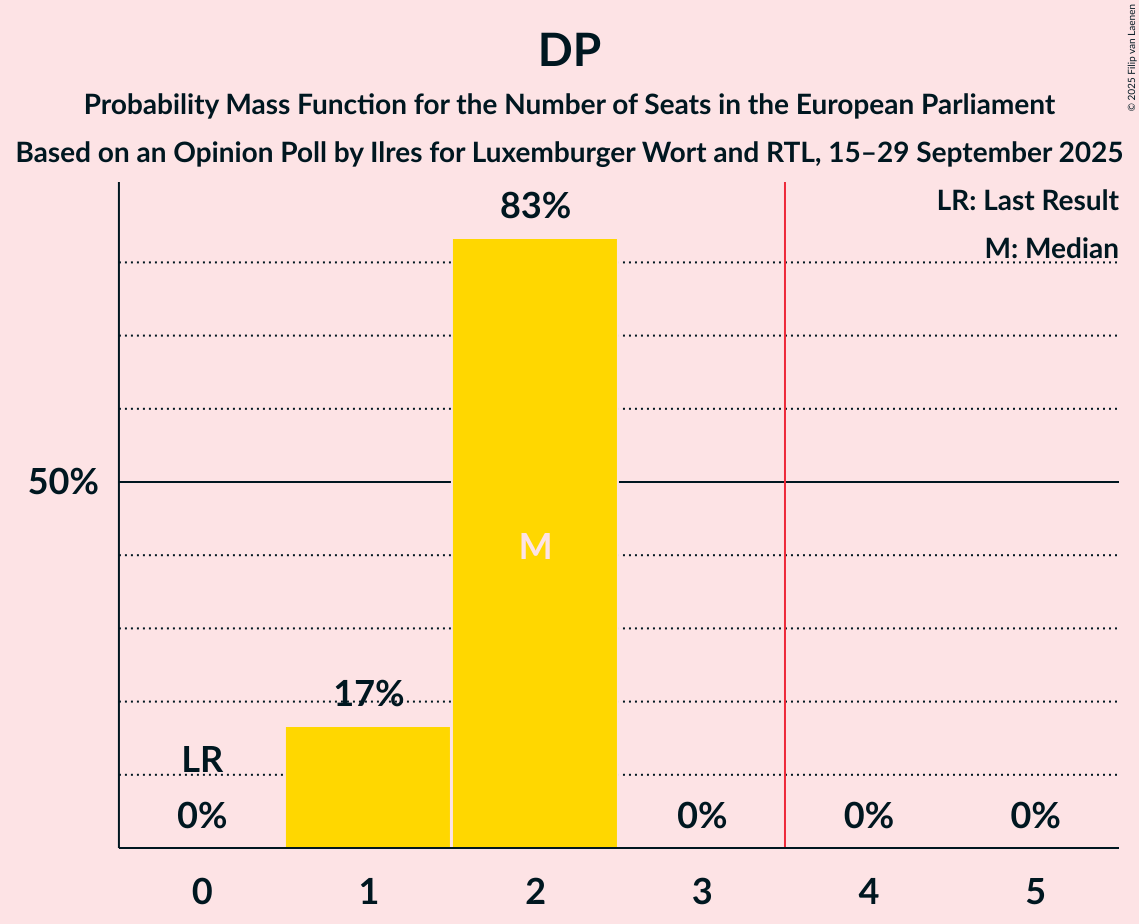 DP
Probability Mass Function for the Number of Seats in the European Parliament
Based on an Opinion Poll by Ilres for Luxemburger Wort and RTL, 15–29 September 2025
© 2025 Filip van Laenen
LR: Last Result
M: Median
83%
50%
M
17%
LR
0%
0%
0%
0%
0
1
2
3
4
5